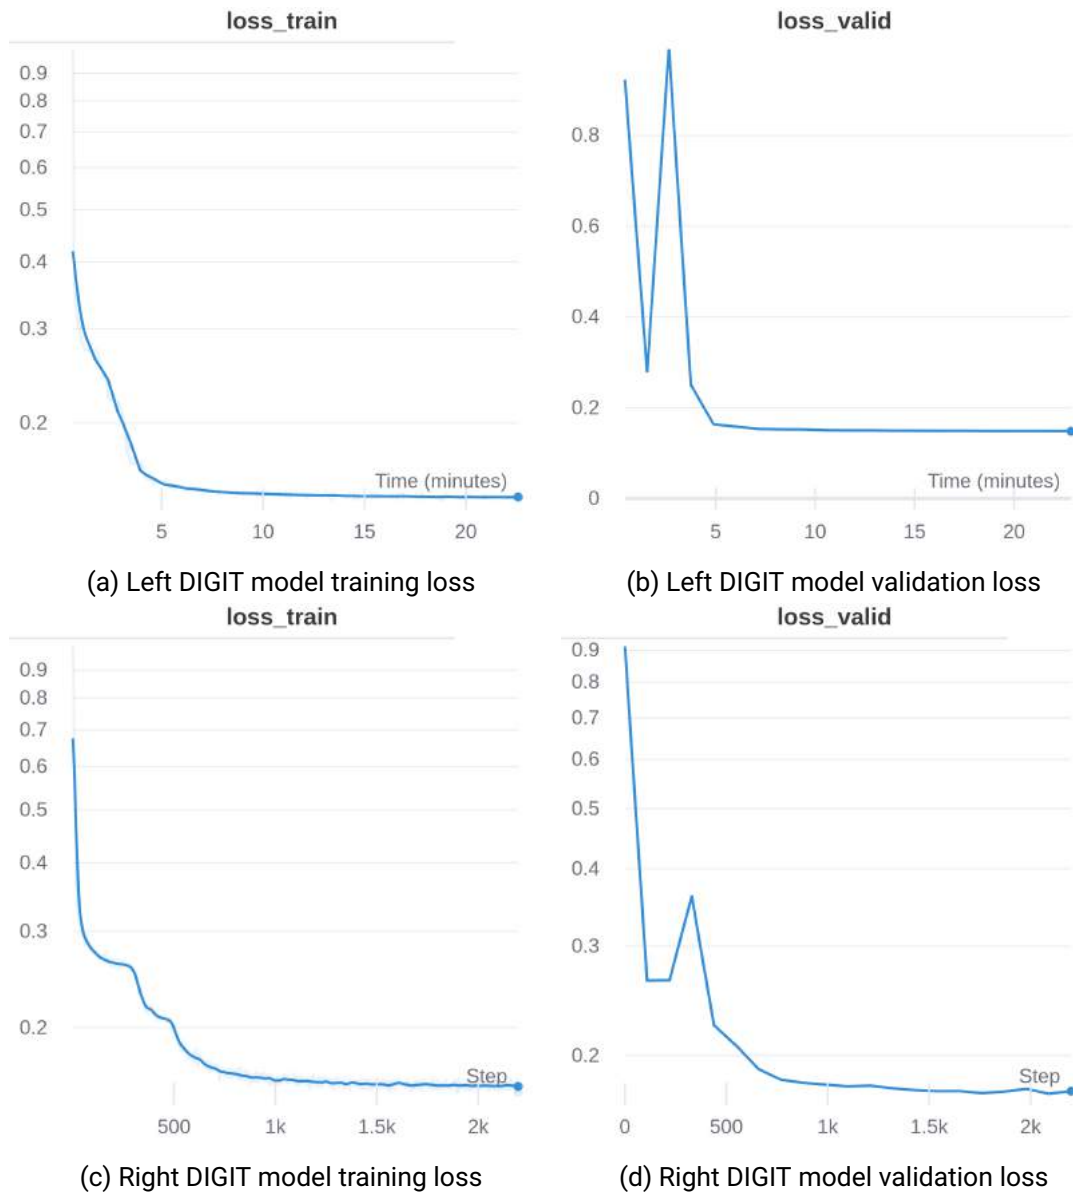 loss_train
0.9
0.8
0.7
0.6
0.5
0.4
0.3
0.2
Time (minutes)
5 10 15 20
(a) Left DIGIT model training loss
loss_valid
0.8
0.6
0.4
0.2
0
Time (minutes)
5 10 15 20
(b) Left DIGIT model validation loss
loss_train
0.9
0.8
0.7
0.6
0.5
0.4
0.3
0.2
Step
500 1k 1.5k 2k
(c) Right DIGIT model training loss
loss_valid
0.9
0.8
0.7
0.6
0.5
0.4
0.3
0.2
Step
0 500 1k 1.5k 2k
(d) Right DIGIT model validation loss